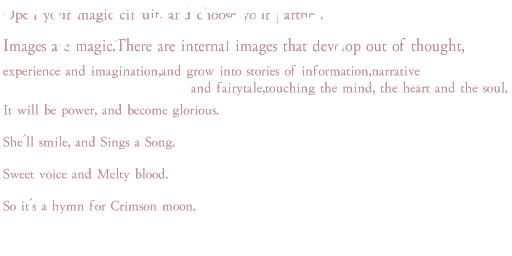 Open your magic circuit, and choose your partner.
Images are magic.There are internal images that develop out of thought,
experience and imagination,and grow into stories of information,narrative
and fairytale,touching the mind, the heart and the soul.
It will be power, and become glorious.
She´ll smile, and Sings a Song.
Sweet voice and Melty blood.
So it´s a hymn for Crimson moon.